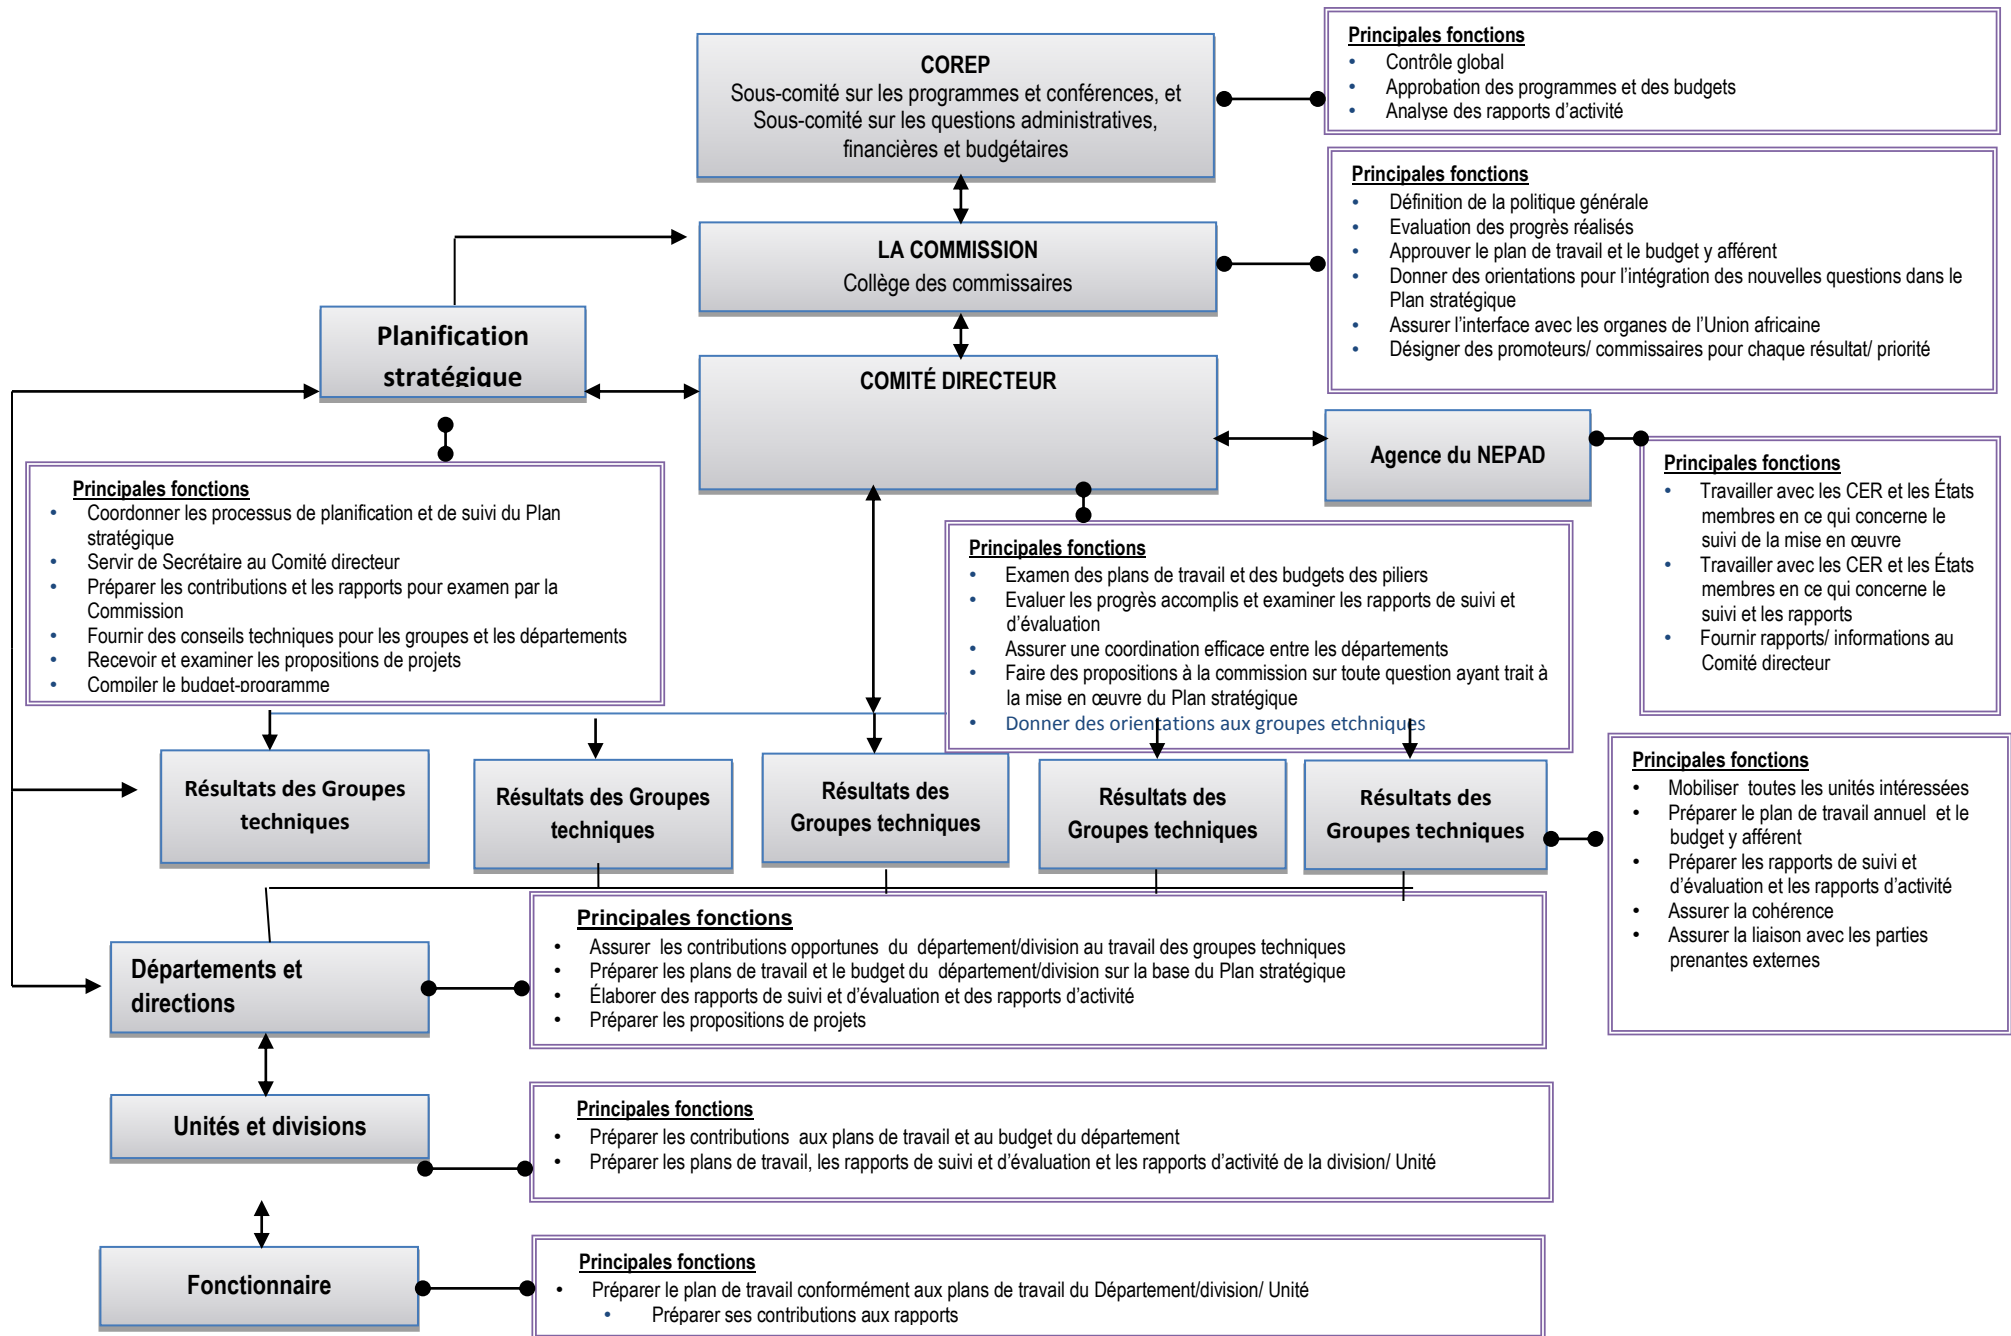 COREP
Sous-comité sur les programmes et conférences, et
Sous-comité sur les questions administratives,
financières et budgétaires
Principales fonctions
• Contrôle global
• Approbation des programmes et des budgets
• Analyse des rapports d’activité
LA COMMISSION
Collège des commissaires
Principales fonctions
• Définition de la politique générale
• Evaluation des progrès réalisés
• Approuver le plan de travail et le budget y afférent
• Donner des orientations pour l’intégration des nouvelles questions dans le
Plan stratégique
• Assurer l’interface avec les organes de l’Union africaine
• Désigner des promoteurs/ commissaires pour chaque résultat/ priorité
Planification
stratégique
COMITÉ DIRECTEUR
Agence du NEPAD
Principales fonctions
• Travailler avec les CER et les États
membres en ce qui concerne le
suivi de la mise en œuvre
• Travailler avec les CER et les États
membres en ce qui concerne le
suivi et les rapports
• Fournir rapports/ informations au
Comité directeur
Principales fonctions
• Coordonner les processus de planification et de suivi du Plan
stratégique
• Servir de Secrétaire au Comité directeur
• Préparer les contributions et les rapports pour examen par la
Commission
• Fournir des conseils techniques pour les groupes et les départements
• Recevoir et examiner les propositions de projets
• Compiler le budget-programme
Principales fonctions
• Examen des plans de travail et des budgets des piliers
• Evaluer les progrès accomplis et examiner les rapports de suivi et
d’évaluation
• Assurer une coordination efficace entre les départements
• Faire des propositions à la commission sur toute question ayant trait à
la mise en œuvre du Plan stratégique
• Donner des orientations aux groupes etchniques
Résultats des Groupes
techniques
Résultats des Groupes
techniques
Résultats des
Groupes techniques
Résultats des
Groupes techniques
Résultats des
Groupes techniques
Principales fonctions
• Mobiliser toutes les unités intéressées
• Préparer le plan de travail annuel et le
budget y afférent
• Préparer les rapports de suivi et
d’évaluation et les rapports d’activité
• Assurer la cohérence
• Assurer la liaison avec les parties
prenantes externes
Départements et
directions
Principales fonctions
• Assurer les contributions opportunes du département/division au travail des groupes techniques
• Préparer les plans de travail et le budget du département/division sur la base du Plan stratégique
• Élaborer des rapports de suivi et d’évaluation et des rapports d’activité
• Préparer les propositions de projets
Unités et divisions
Principales fonctions
• Préparer les contributions aux plans de travail et au budget du département
• Préparer les plans de travail, les rapports de suivi et d’évaluation et les rapports d’activité de la division/ Unité
Fonctionnaire
Principales fonctions
• Préparer le plan de travail conformément aux plans de travail du Département/division/ Unité
• Préparer ses contributions aux rapports